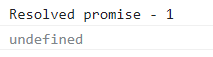 Resolved promise - 1
undefined